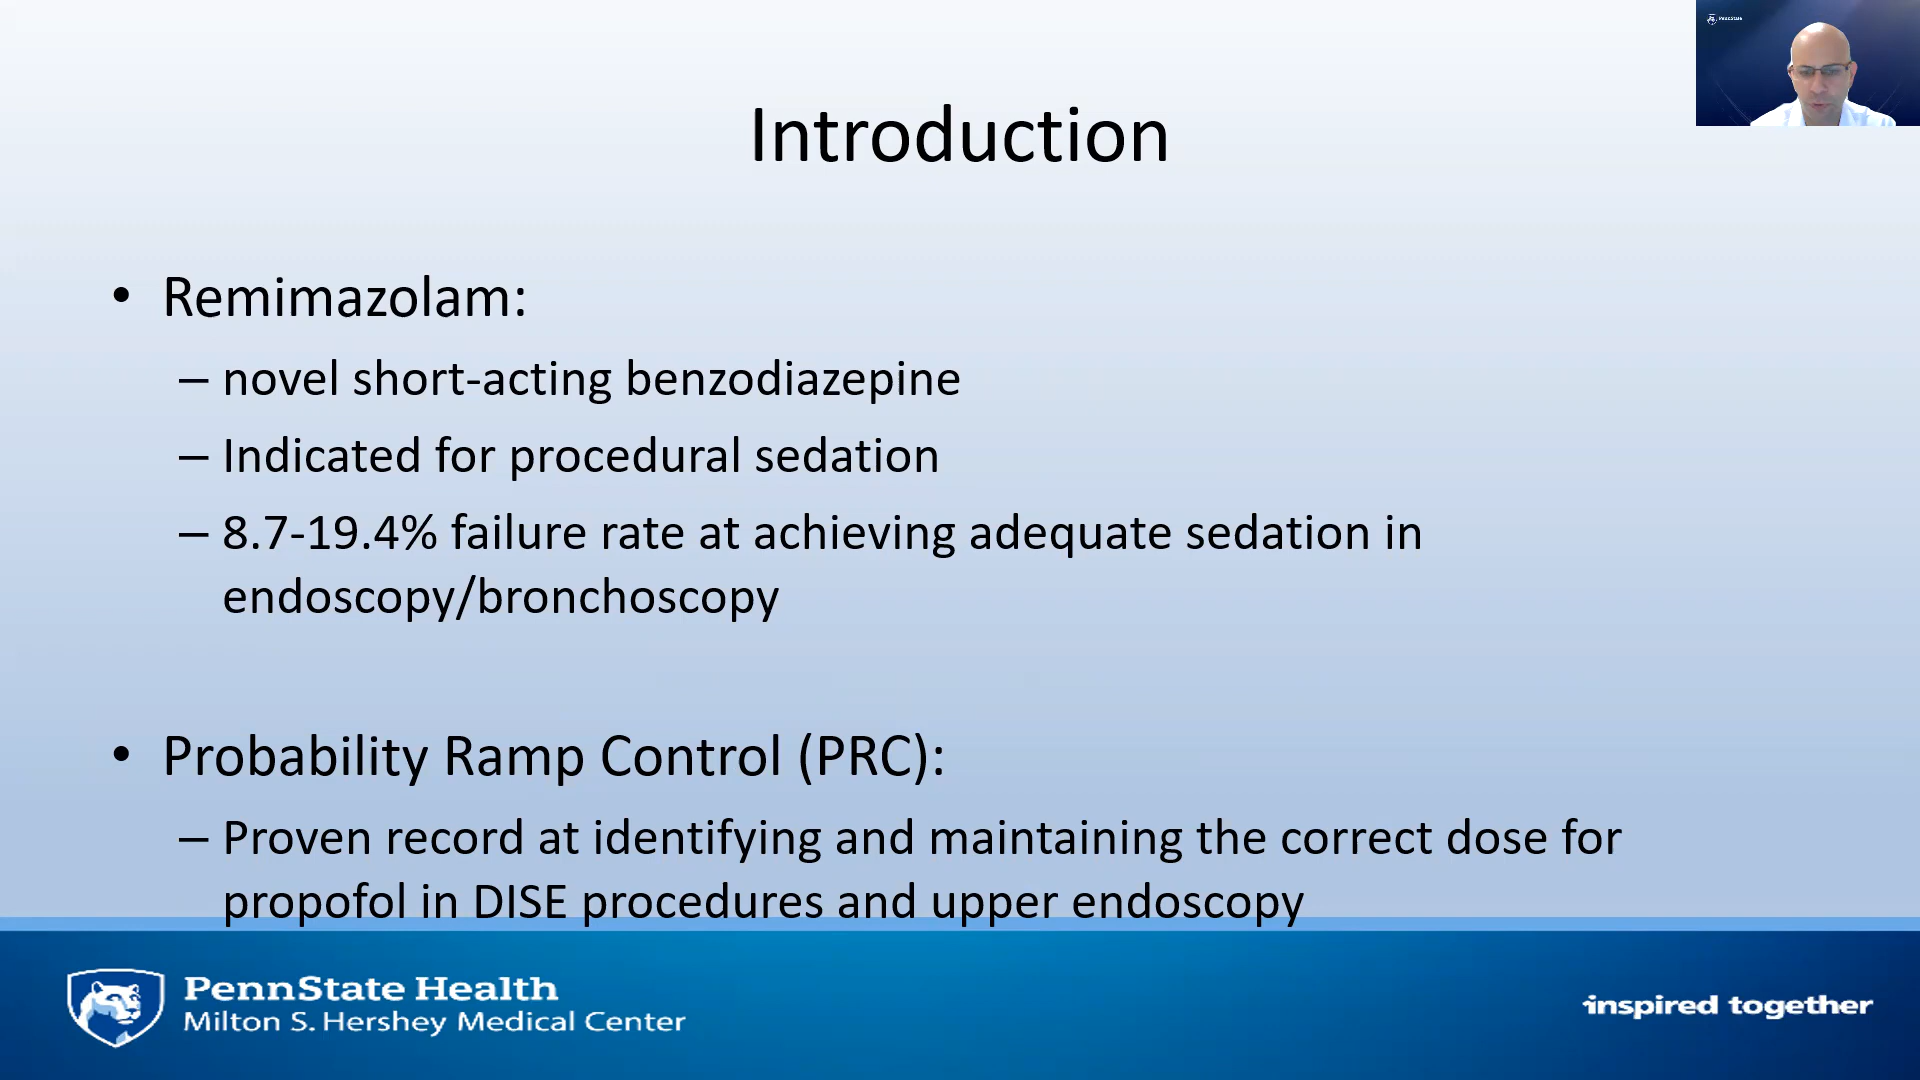 Introduction
• Remimazolam:
– novel short-acting benzodiazepine
– Indicated for procedural sedation
– 8.7-19.4% failure rate at achieving adequate sedation in
endoscopy/bronchoscopy
• Probability Ramp Control (PRC):
– Proven record at identifying and maintaining the correct dose for
propofol in DISE procedures and upper endoscopy
PennState Health
Milton S. Hershey Medical Center
inspired together